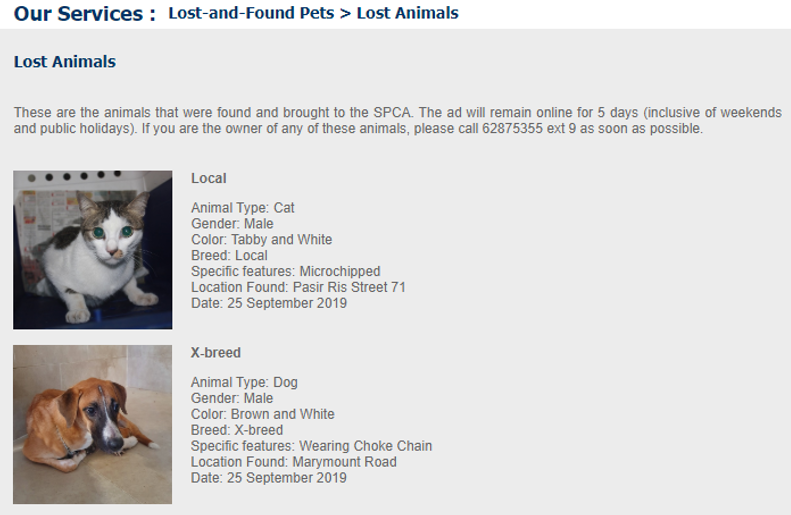 Our Services : Lost-and-Found Pets > Lost Animals
Lost Animals
These are the animals that were found and brought to the SPCA. The ad will remain online for 5 days (inclusive of weekends
and public holidays). If you are the owner of any of these animals, please call 62875355 ext 9 as soon as possible.
Local
Animal Type: Cat
Gender: Male
Color: Tabby and White
Breed: Local
Specific features: Microchipped
Location Found: Pasir Ris Street 71
Date: 25 September 2019
X-breed
Animal Type: Dog
Gender: Male
Color: Brown and White
Breed: X-breed
Specific features: Wearing Choke Chain
Location Found: Marymount Road
Date: 25 September 2019